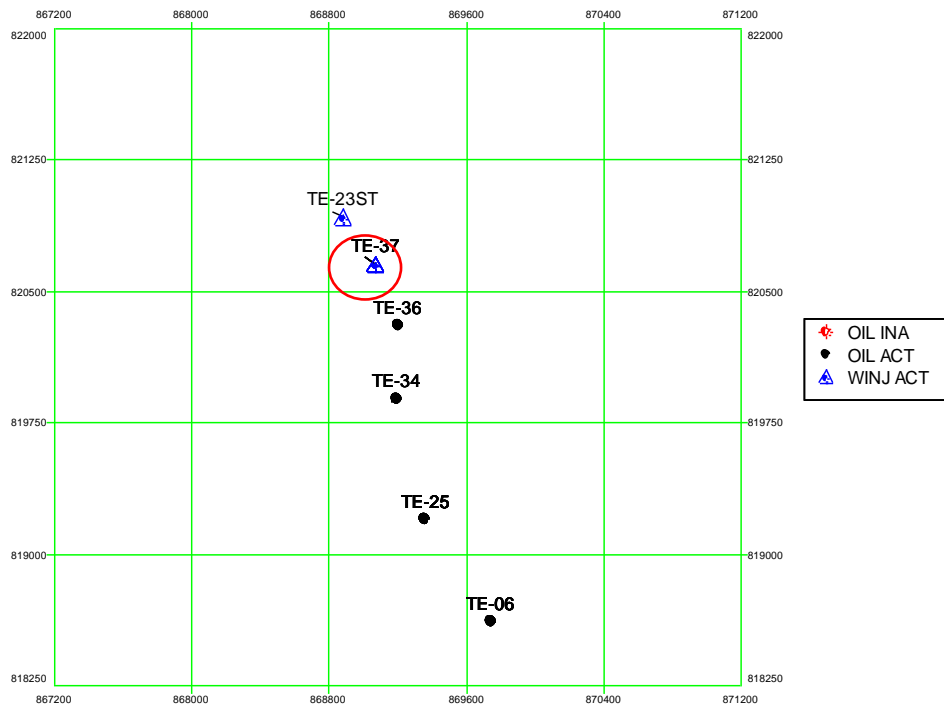 867200 868000 868800 869600 870400 871200
822000 822000
821250 821250
TE-23ST
TE-37
820500 820500
TE-36
OIL INA
OIL ACT
WINJ ACT
TE-34
819750 819750
TE-25
819000 819000
TE-06
818250 818250
867200 868000 868800 869600 870400 871200